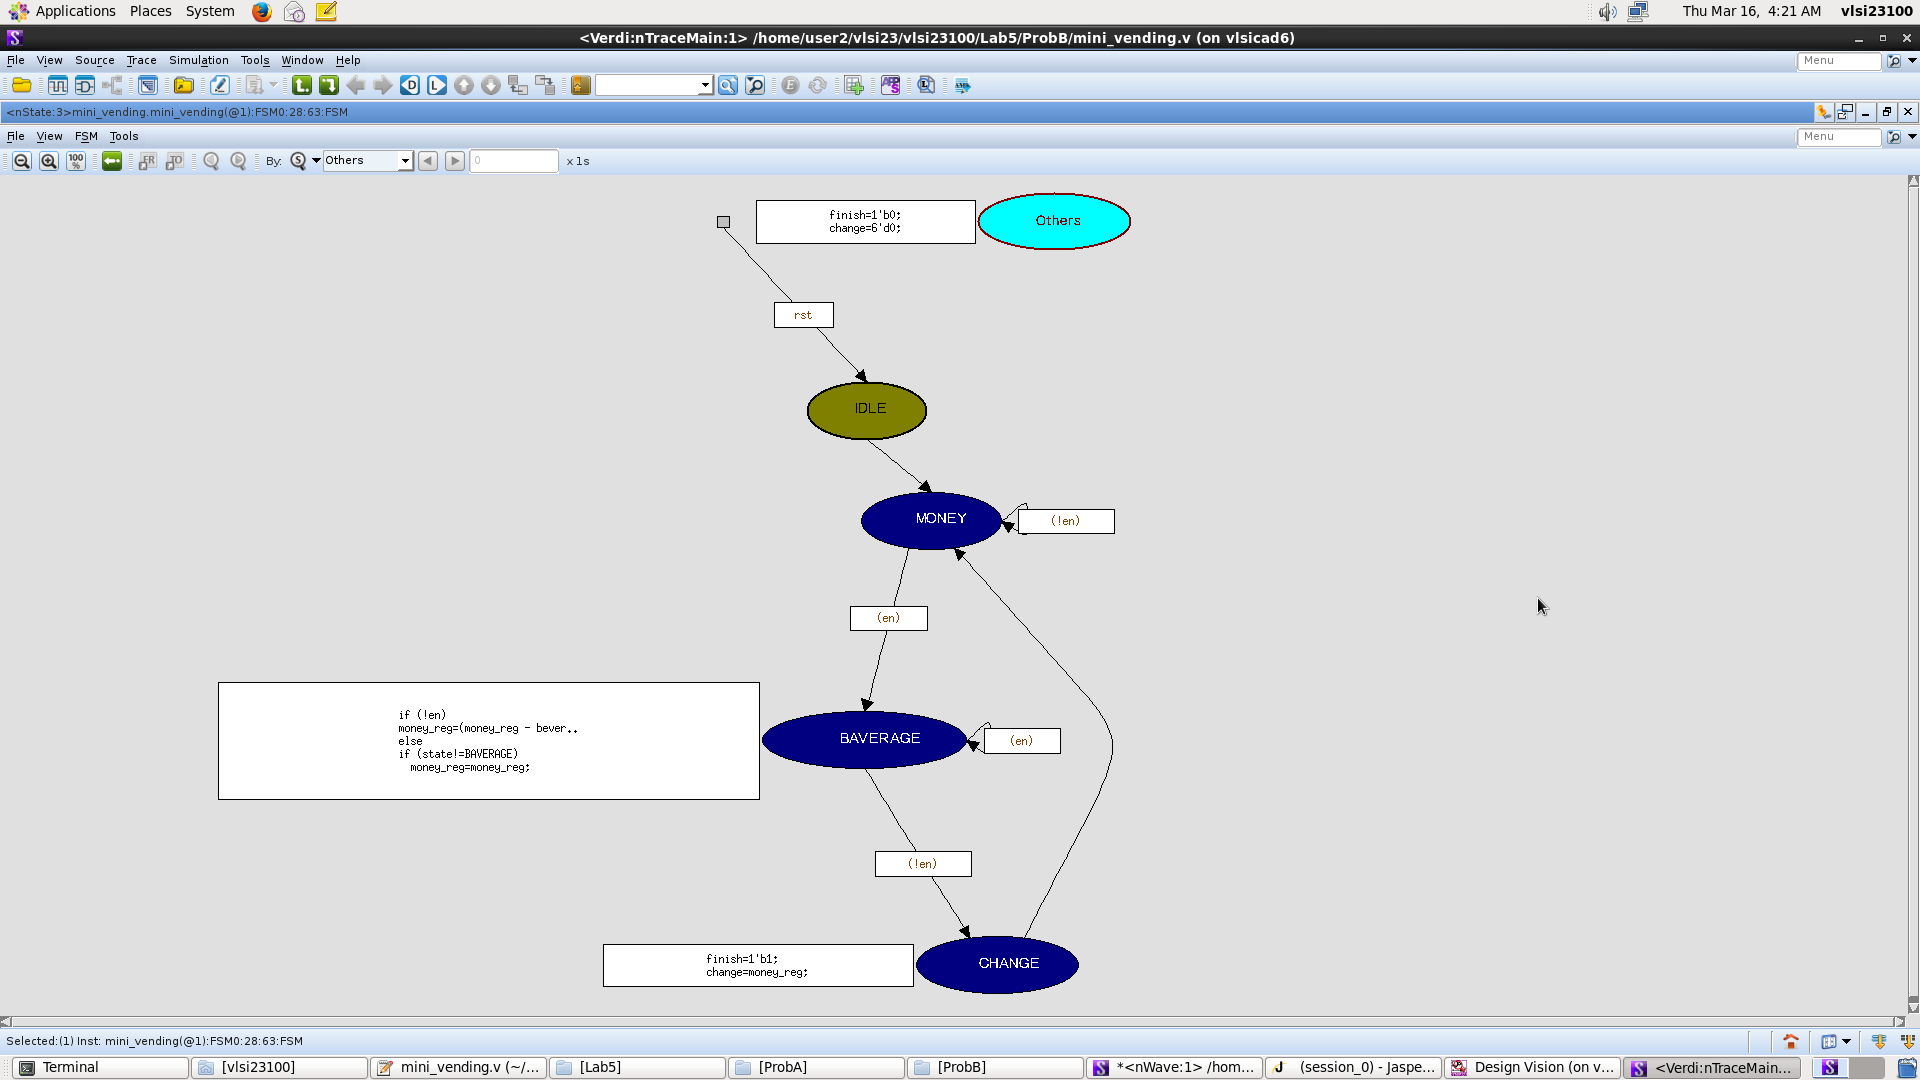 Applications Places System Thu Mar 16, 4:21 AM vlsi23100
<Verdi:nTraceMain:1> /home/user2/vlsi23/vlsi23100/Lab5/ProbB/mini_vending.v (on vlsicad6)
File View Source Trace Simulation Tools Window Help Menu
<nState:3>mini_vending.mini_vending(@1):FSM0:28:63:FSM
File View FSM Tools Menu
100 % FR TO By: Others 0 x 1s
finish=1'b0;
change=6'd0;
Others
rst
IDLE
MONEY
(!en)
(en)
if (!en)
money_reg=(money_reg - bever..
else
if (state!=BAVERAGE)
money_reg=money_reg;
BAVERAGE
(en)
(!en)
finish=1'b1;
change=money_reg;
CHANGE
Selected:(1) Inst: mini_vending(@1):FSM0:28:63:FSM
Terminal [vlsi23100] mini_vending.v (~/... [Lab5] [ProbA] [ProbB] *<nWave:1> /hom... (session_0) - Jaspe... Design Vision (on v... <Verdi:nTraceMain...